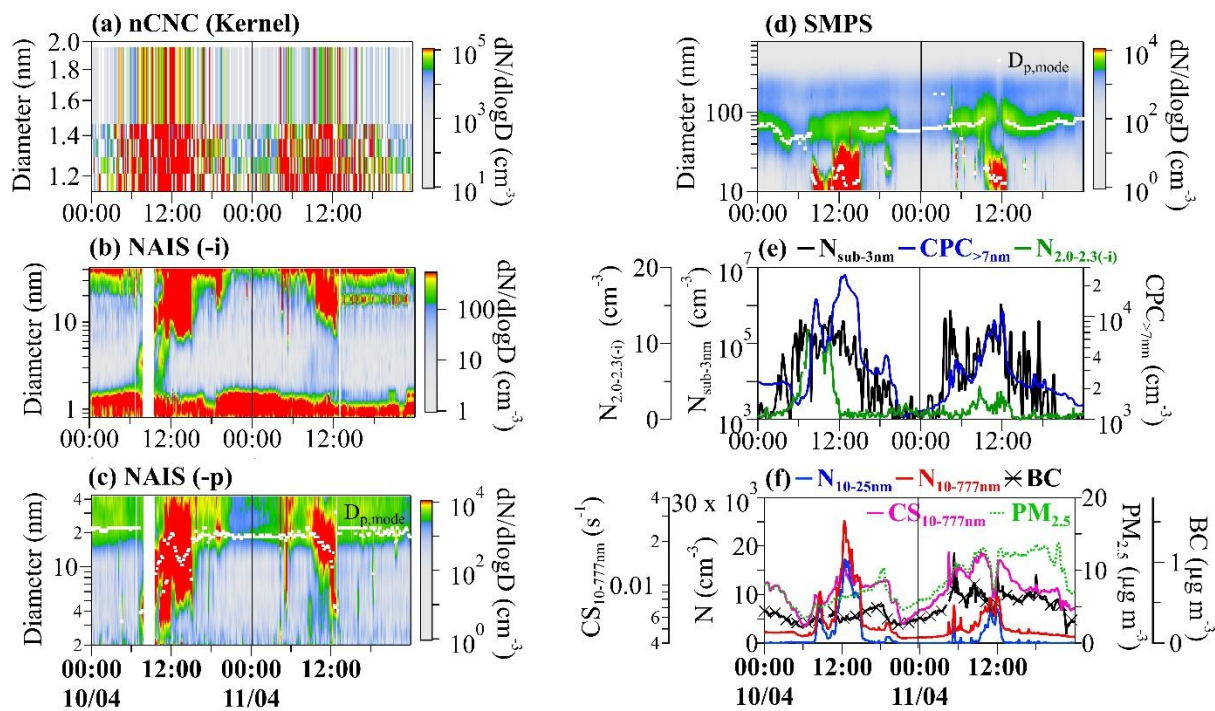 (a) nCNC (Kernel)
2.0
1.8
1.6
1.4
1.2
Diameter (nm)
10^5
10^3
10^1
dN/dlogD (cm^-3)
00:00 12:00 00:00 12:00
(b) NAIS (-i)
10
1
Diameter (nm)
100
10
1
dN/dlogD (cm^-3)
00:00 12:00 00:00 12:00
(c) NAIS (-p)
D_p,mode
4
2
10
4
2
Diameter (nm)
10^4
10^2
10^0
dN/dlogD (cm^-3)
00:00 12:00 00:00 12:00
10/04 11/04
(d) SMPS
D_p,mode
100
10
Diameter (nm)
10^4
10^2
10^0
dN/dlogD (cm^-3)
00:00 12:00 00:00 12:00
(e) N_sub-3nm CPC_>7nm N_2.0-2.3(-i)
20
10
0
N_2.0-2.3(-i) (cm^-3)
10^7
10^5
10^3
N_sub-3nm (cm^-3)
2
10^4
8
6
4
2
10^3
CPC_>7nm (cm^-3)
00:00 12:00 00:00 12:00
(f) N_10-25nm N_10-777nm BC
CS_10-777nm PM_2.5
4
3
2
0.01
8
6
4
CS_10-777nm (s^-1)
30 x 10^3
20
10
0
N (cm^-3)
20
15
10
5
0
PM_2.5 (µg m^-3)
1
0
BC (µg m^-3)
00:00 12:00 00:00 12:00
10/04 11/04